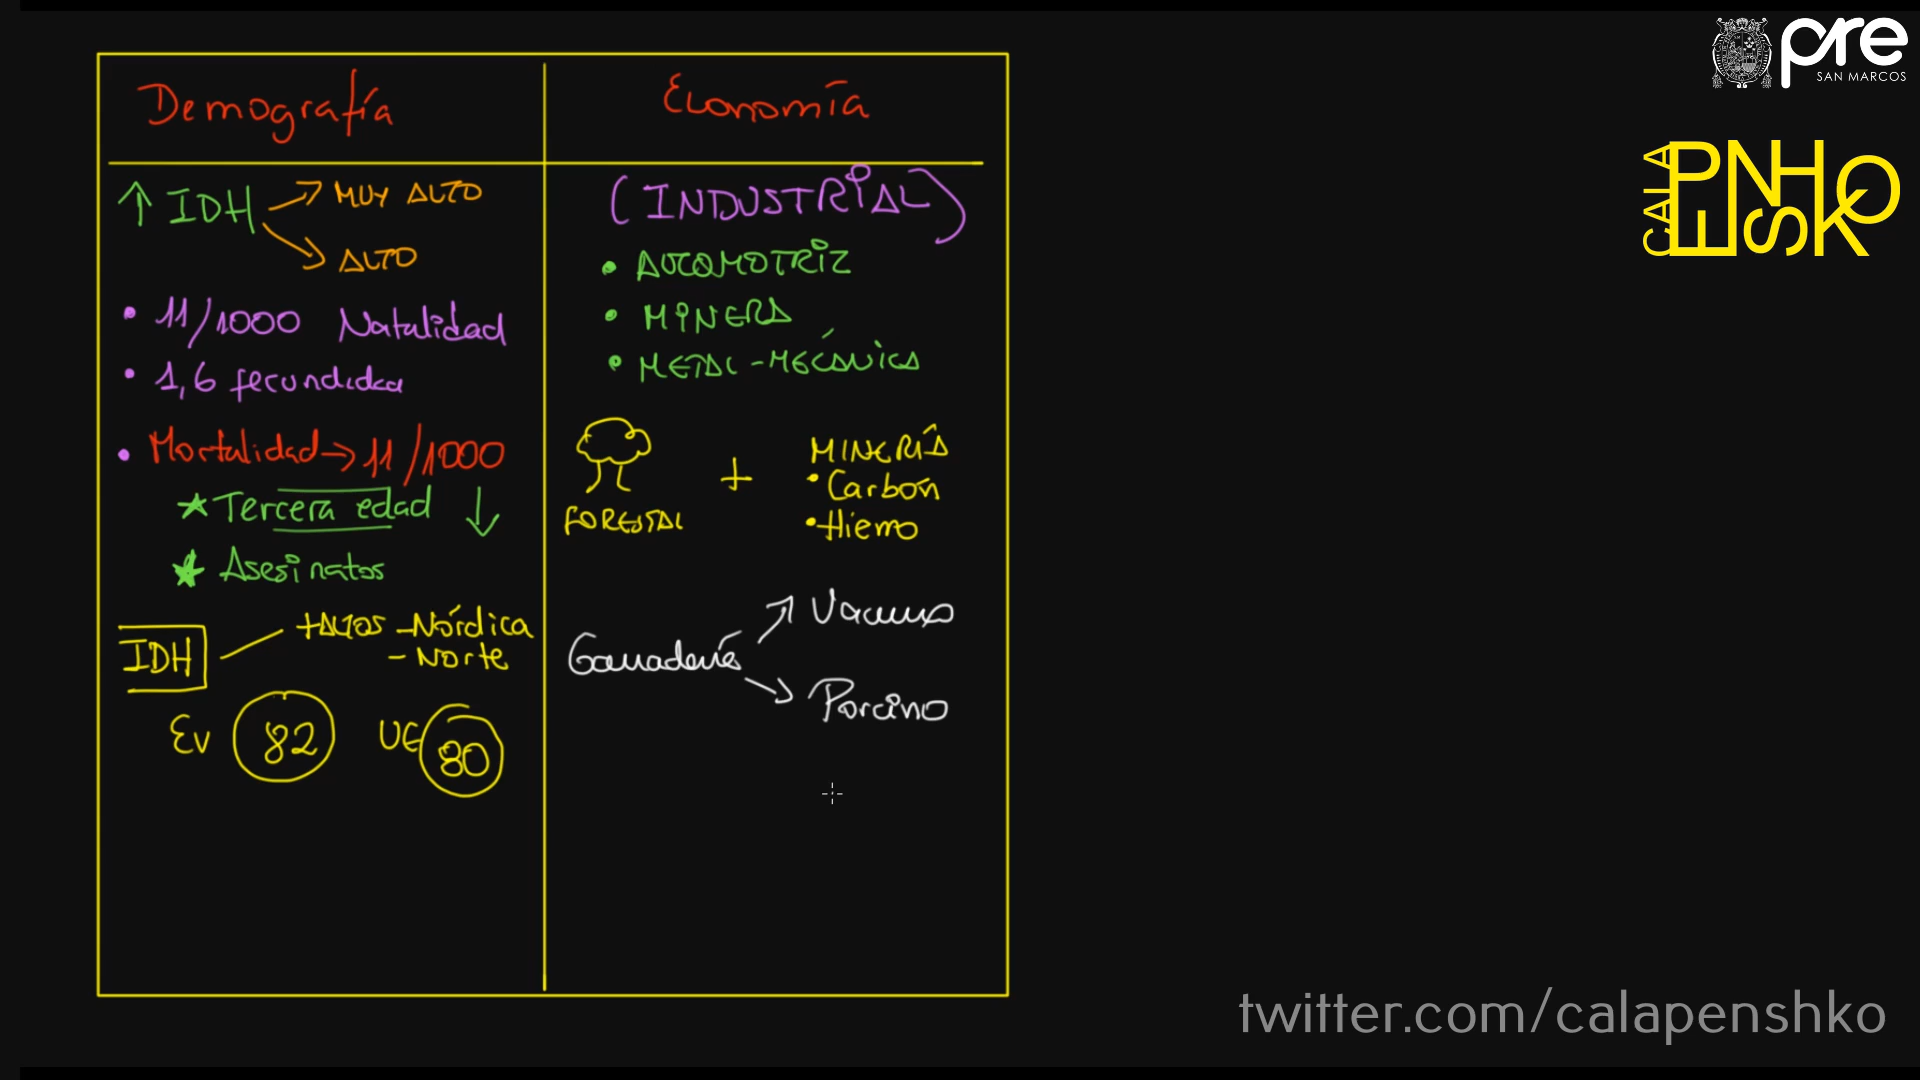 Demografía
↑ IDH → MUY ALTO
→ ALTO
• 11/1000 Natalidad
• 1,6 fecundidad
• Mortalidad → 11/1000
★ Tercera edad ↓
★ Asesinatos
IDH — +ALTOS - Nórdica
- Norte
Ev 82 UE 80
Economía
(INDUSTRIAL)
• AUTOMOTRIZ
• MINERA
• METAL-MECÁNICA
FORESTAL
+
MINERÍA
• Carbón
• Hierro
Ganadería → Vacuno
→ Porcino
pre
SAN MARCOS
CALA
PENSHKO
twitter.com/calapenshko